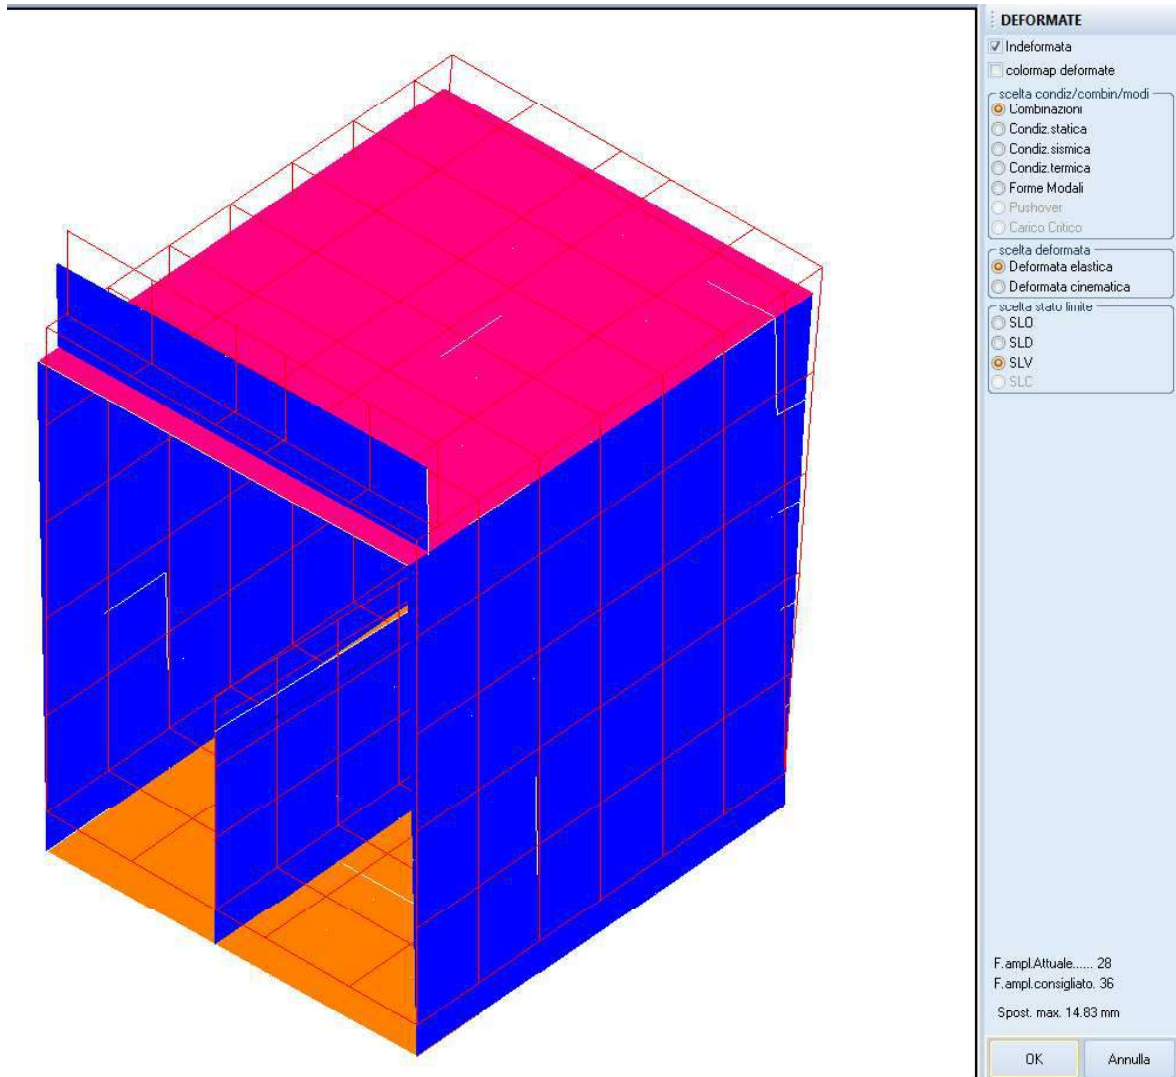 DEFORMATE
Indeformata
colormap deformate
scelta condiz/combin/modi
Combinazioni
Condiz.statica
Condiz.sismica
Condiz.termica
Forme Modali
Pushover
Carico Critico
scelta deformata
Deformata elastica
Deformata cinematica
scelta stato limite
SLO
SLD
SLV
SLC
F.ampl.Attuale...... 28
F.ampl.consigliato. 36
Spost. max. 14.83 mm
OK Annulla